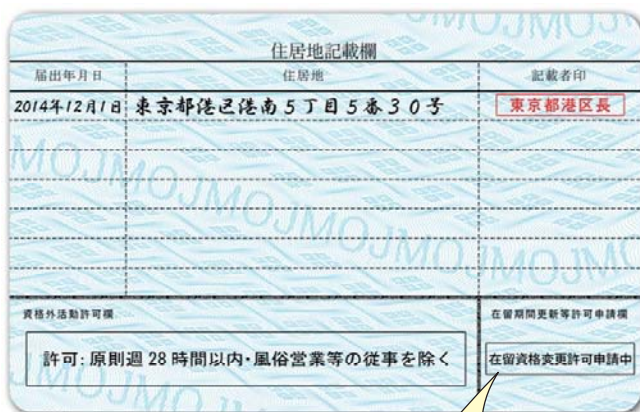 住居地記載欄
届出年月日 住居地 記載者印
2014年12月1日 東京都港区港南5丁目5番30号 東京都港区長
MOJMOJMOJMOJMOJMOJ
資格外活動許可欄 在留期間更新等許可申請欄
許可:原則週28時間以内・風俗営業等の従事を除く 在留資格変更許可申請中